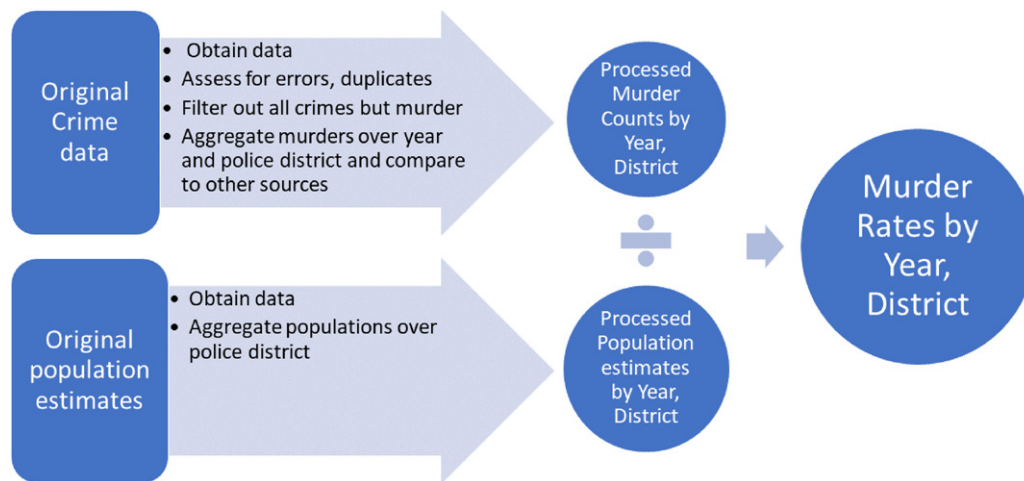 Original
Crime
data
• Obtain data
• Assess for errors, duplicates
• Filter out all crimes but murder
• Aggregate murders over year
and police district and compare
to other sources
Processed
Murder
Counts by
Year,
District
Original
population
estimates
• Obtain data
• Aggregate populations over
police district
÷
Processed
Population
estimates
by Year,
District
Murder
Rates by
Year,
District